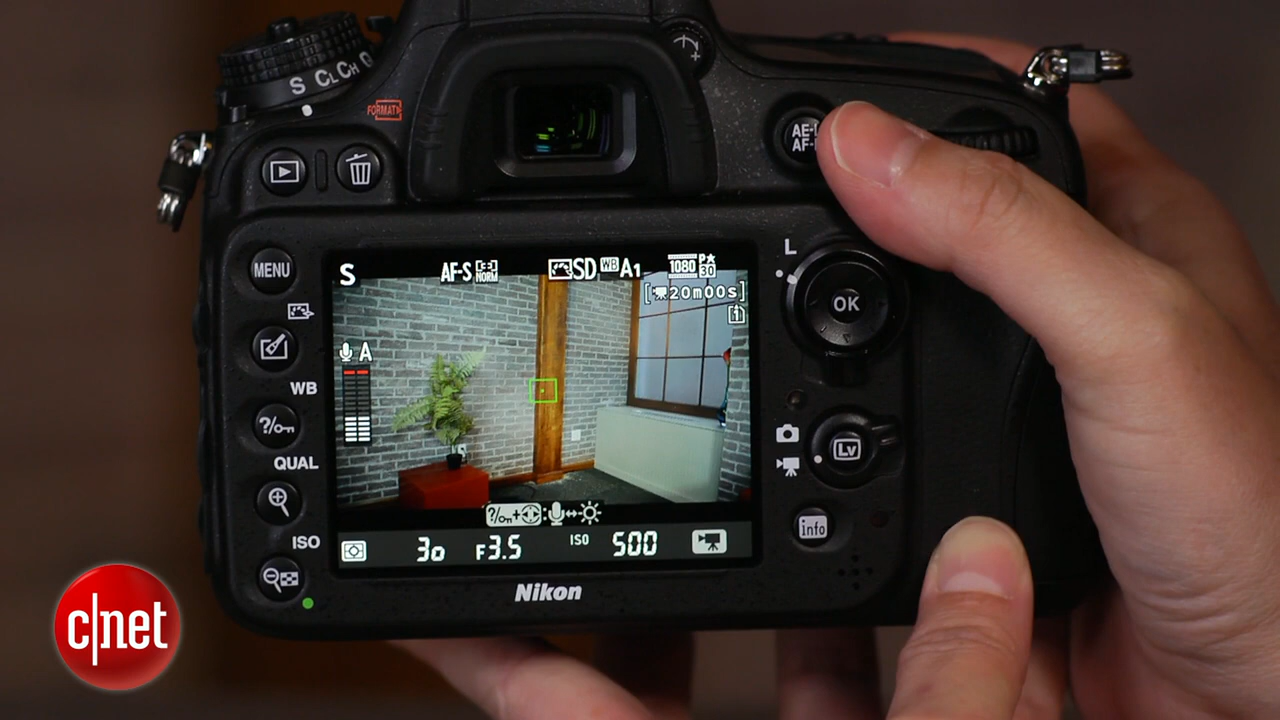 S CL CH Q
FORMAT
AE-L
AF-L
MENU
L
S AF-S NORM SD WB A1 1080 P★ 30
[20m00s]
1
A
OK
WB
?/
QUAL
Lv
ISO
?/ +
info
30 F3.5 ISO 500
Nikon
c|net